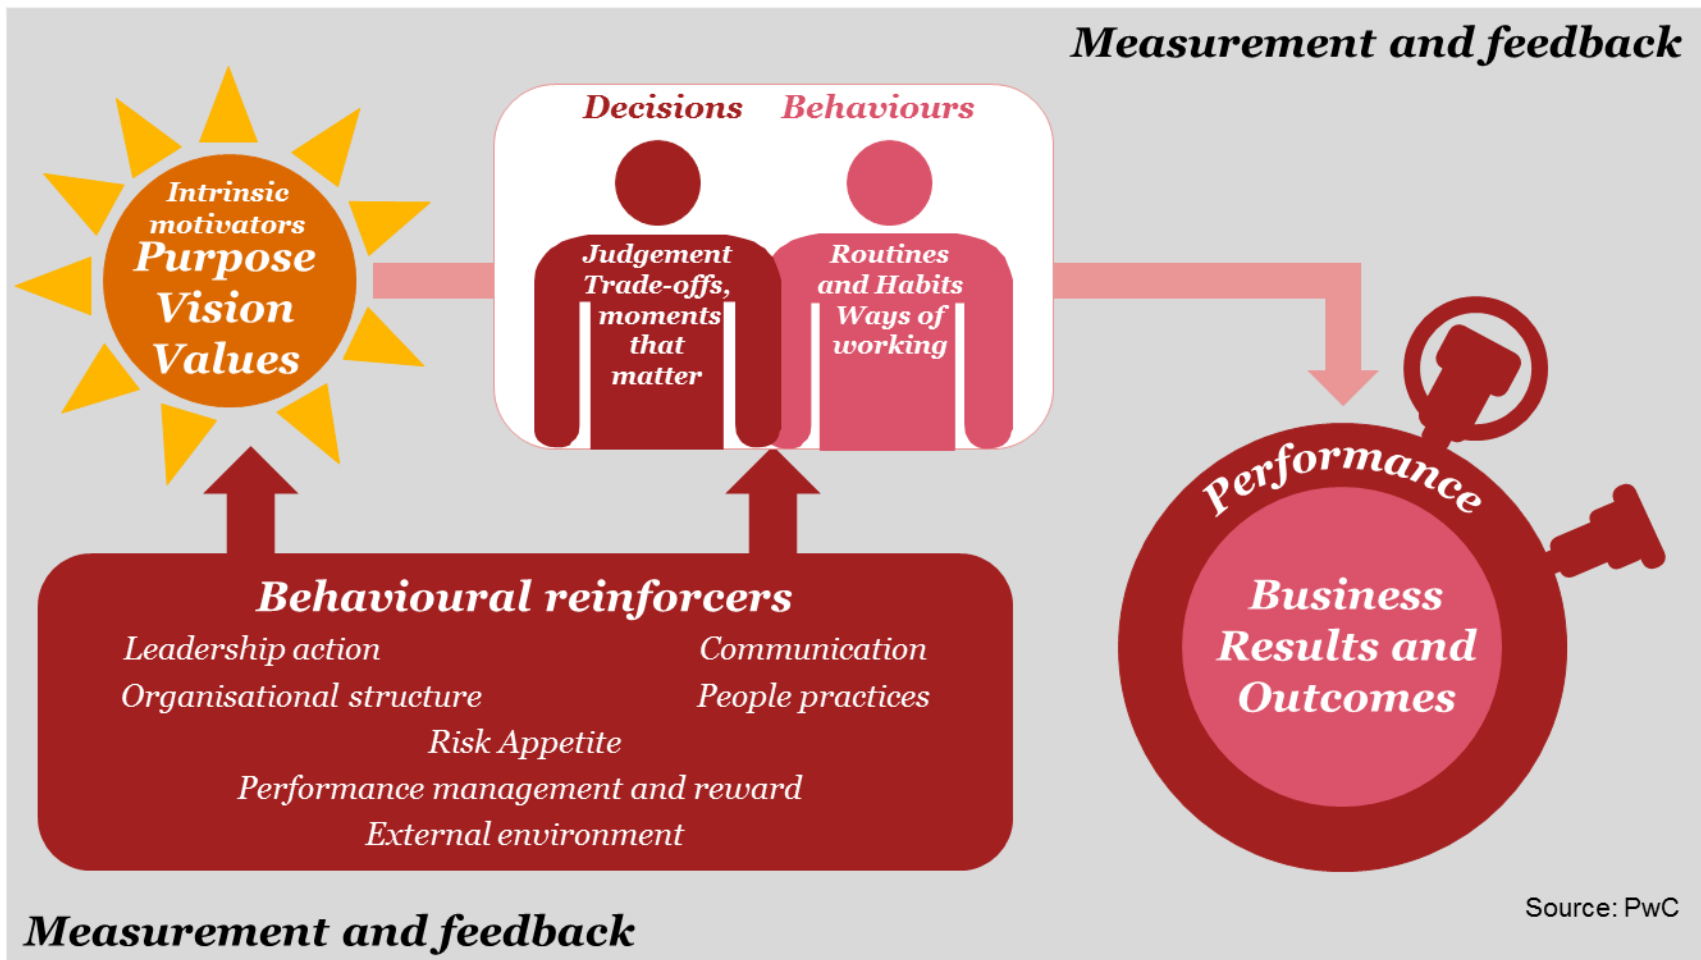 Measurement and feedback
Intrinsic
motivators
Purpose
Vision
Values
Decisions
Judgement
Trade-offs,
moments
that
matter
Behaviours
Routines
and Habits
Ways of
working
Performance
Business
Results and
Outcomes
Behavioural reinforcers
Leadership action
Communication
Organisational structure
People practices
Risk Appetite
Performance management and reward
External environment
Source: PwC
Measurement and feedback